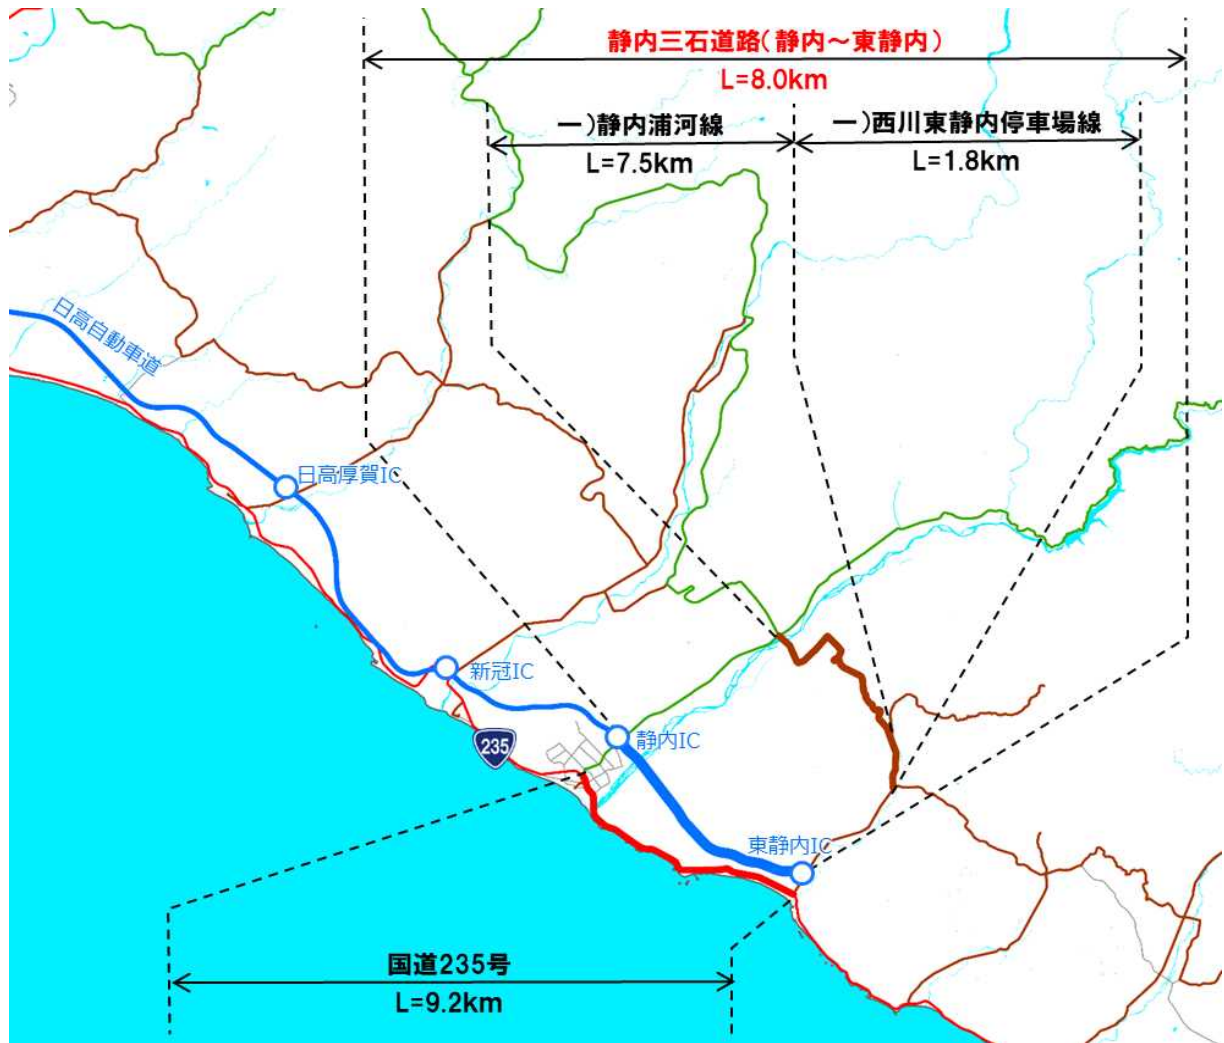 静内三石道路(静内～東静内)
L=8.0km
一)静内浦河線
L=7.5km
一)西川東静内停車場線
L=1.8km
日高自動車道
日高厚賀IC
新冠IC
235
静内IC
東静内IC
国道235号
L=9.2km